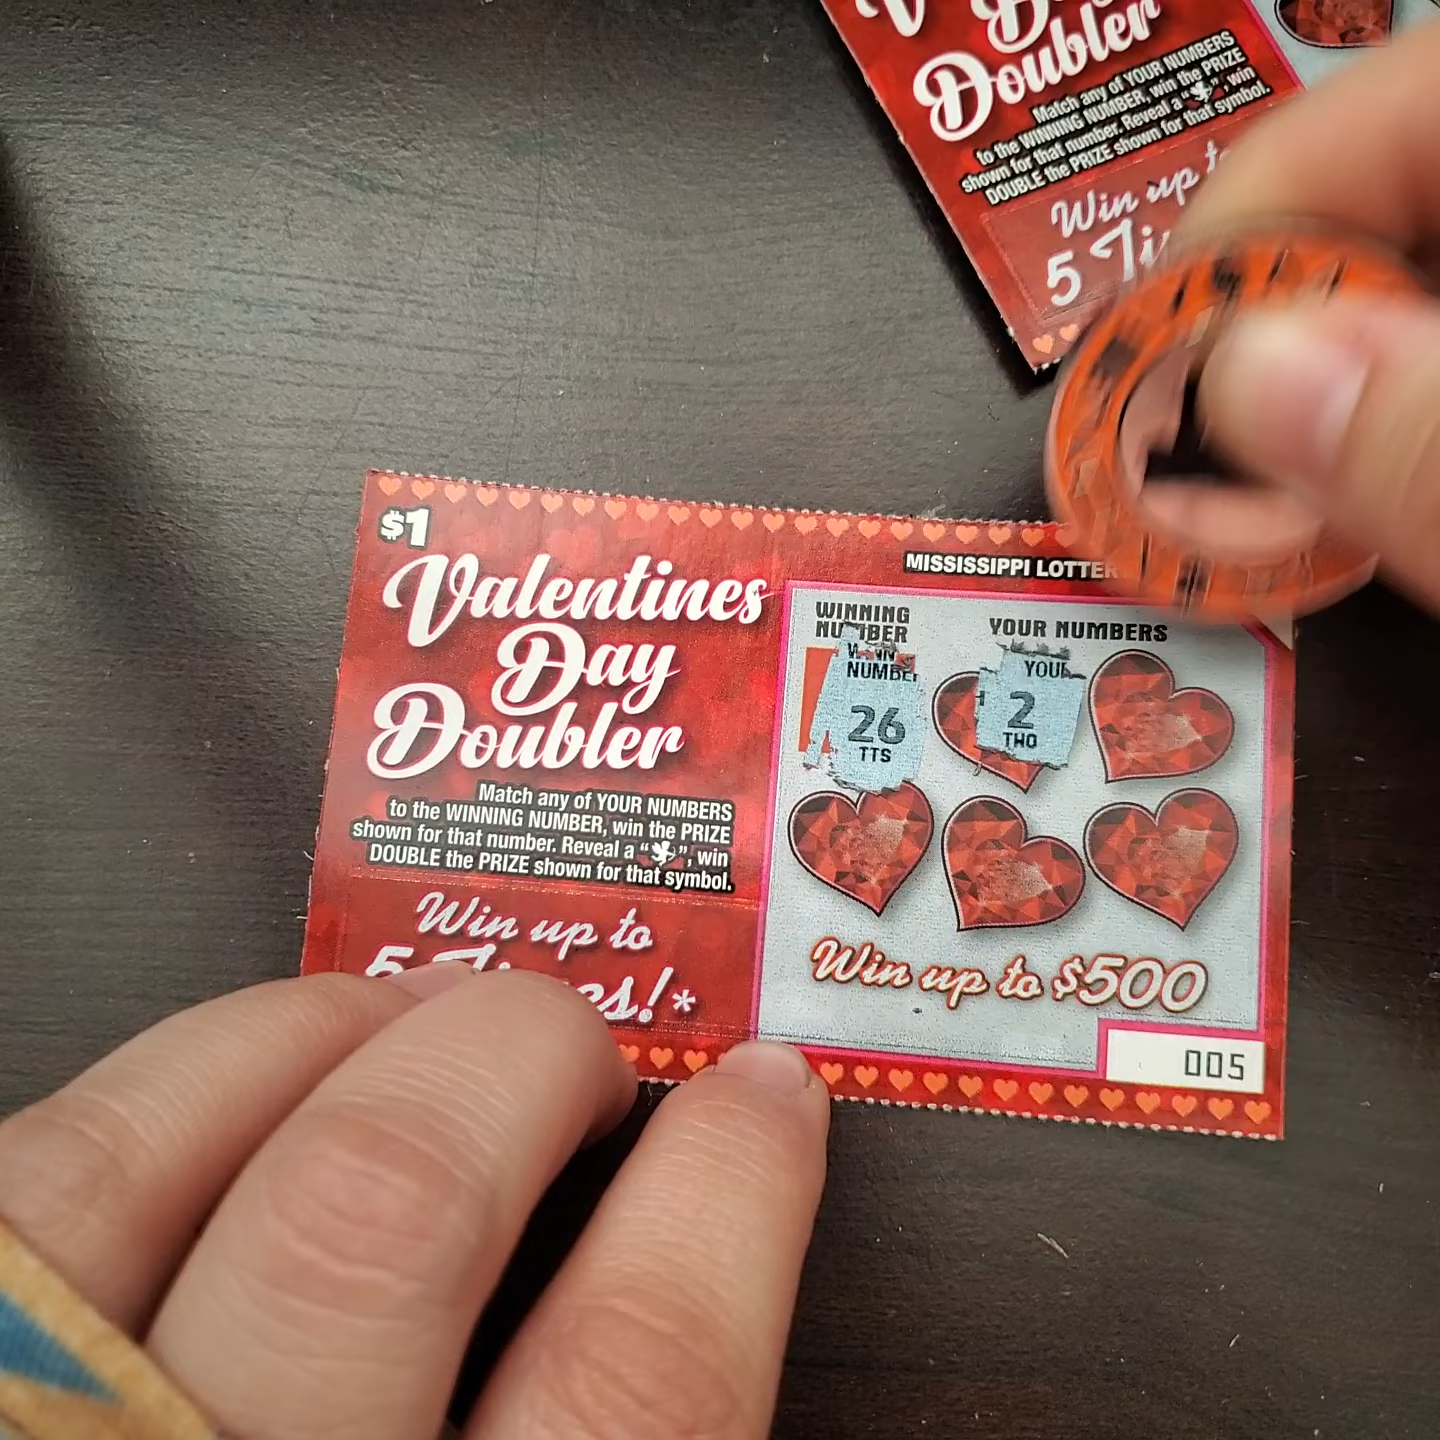 Doubler
Match any of YOUR NUMBERS
to the WINNING NUMBER, win the PRIZE
shown for that number. Reveal a " ", win
DOUBLE the PRIZE shown for that symbol.
Win up to
5
$1
Valentines
Day
Doubler
Match any of YOUR NUMBERS
to the WINNING NUMBER, win the PRIZE
shown for that number. Reveal a " ", win
DOUBLE the PRIZE shown for that symbol.
Win up to
5
MISSISSIPPI LOTTER
WINNING
NUMBER
YOUR NUMBERS
NUMBE
26
TTS
YOU
2
TWO
Win up to $500
005